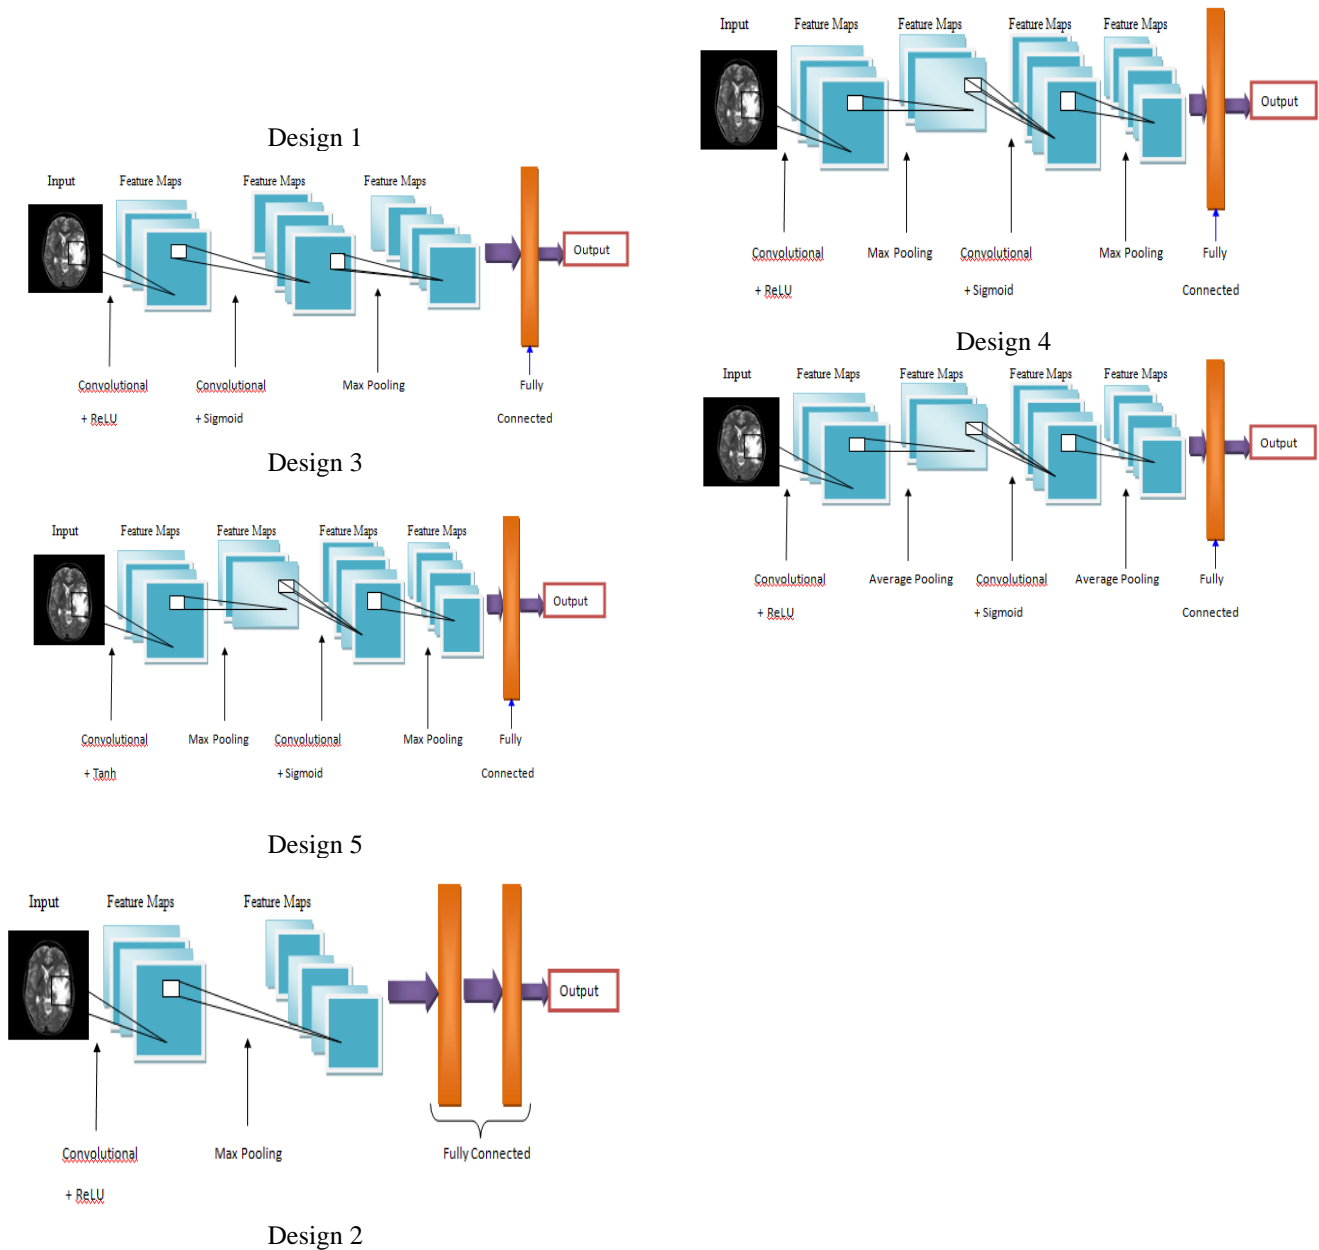 Design 1
Input Feature Maps Feature Maps Feature Maps
Output
Convolutional Convolutional Max Pooling Fully
+ ReLU + Sigmoid Connected
Design 3
Input Feature Maps Feature Maps Feature Maps Feature Maps
Output
Convolutional Max Pooling Convolutional Max Pooling Fully
+ Tanh + Sigmoid Connected
Design 5
Input Feature Maps Feature Maps
Output
Convolutional Max Pooling Fully Connected
+ ReLU
Design 2
Input Feature Maps Feature Maps Feature Maps Feature Maps
Output
Convolutional Max Pooling Convolutional Max Pooling Fully
+ ReLU + Sigmoid Connected
Design 4
Input Feature Maps Feature Maps Feature Maps Feature Maps
Output
Convolutional Average Pooling Convolutional Average Pooling Fully
+ ReLU + Sigmoid Connected